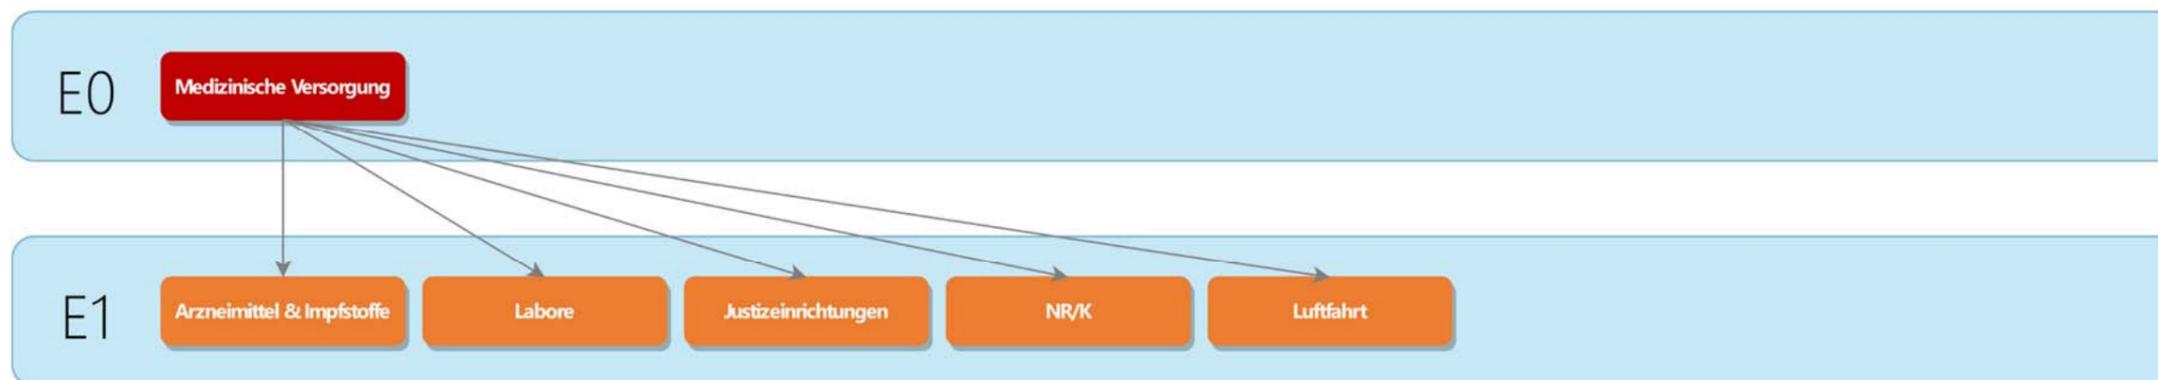 E0
Medizinische Versorgung
E1
Arzneimittel & Impfstoffe
Labore
Justizeinrichtungen
NR/K
Luftfahrt